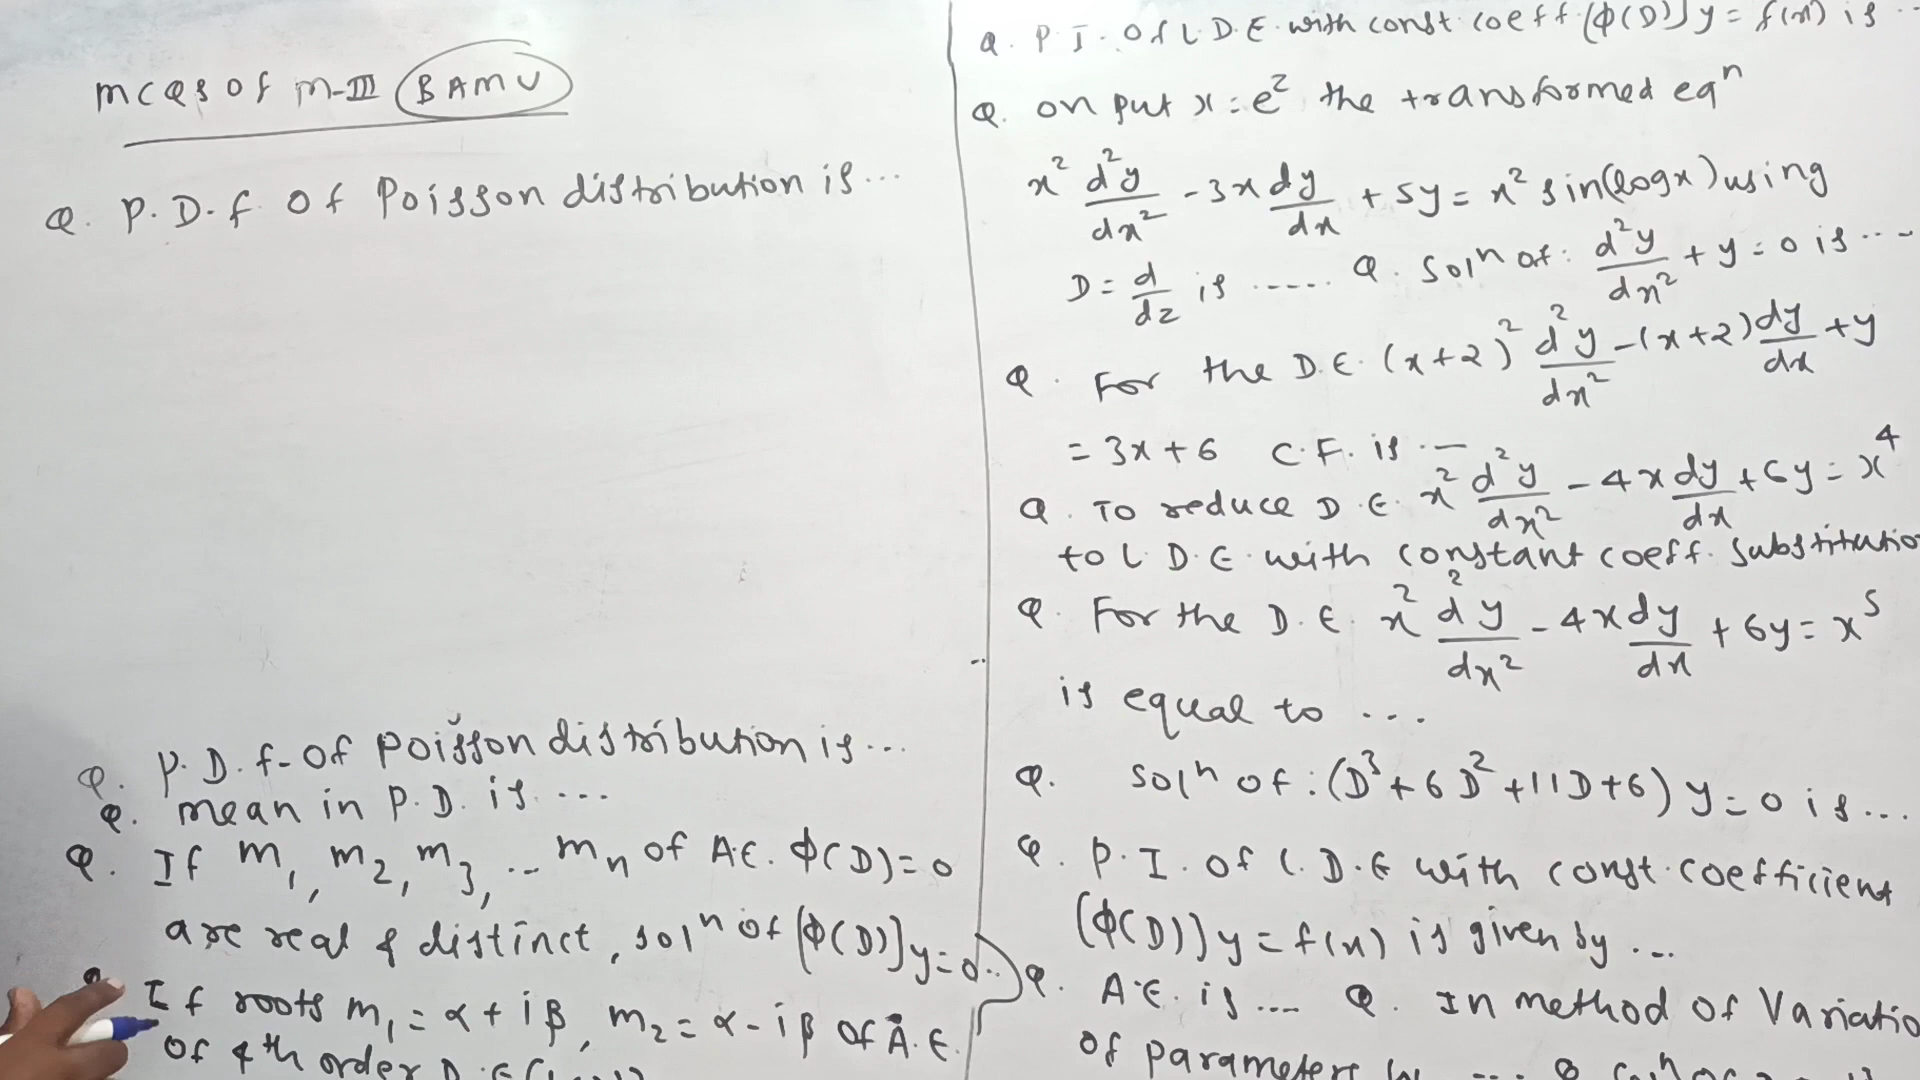 MCQs OF M-III BAMU
Q. P.D.f. of Poisson distribution is ...
Q. P.D.f. of Poisson distribution is ...
Q. mean in P.D. is ...
Q. If m₁, m₂, m₃, ... mₙ of A.E. Φ(D) = 0
are real & distinct, solⁿ of [Φ(D)]y = 0 ..
Q. If roots m₁ = α + iβ, m₂ = α - iβ of A.E.
of 4th order D.E.
Q. P.I. of L.D.E. with const. coeff. [Φ(D)]y = f(x) is ..
Q. on put x = e^z the transformed eqⁿ
x² d²y/dx² - 3x dy/dx + 5y = x² sin(logx) using
D = d/dz is ..... Q. Solⁿ of: d²y/dx² + y = 0 is ....
Q. For the D.E. (x+2)² d²y/dx² - (x+2) dy/dx + y
= 3x + 6 C.F. is ...
Q. To reduce D.E. x² d²y/dx² - 4x dy/dx + 6y = x⁴
to L.D.E. with constant coeff. Substitutio
Q. For the D.E. x² d²y/dx² - 4x dy/dx + 6y = x⁵
is equal to ...
Q. Solⁿ of : (D³ + 6D² + 11D + 6) y = 0 is ...
Q. P.I. of L.D.E with const. coefficient
(Φ(D))y = f(x) is given by ...
Q. A.E. is ... Q. In method of Variatio
of parameters